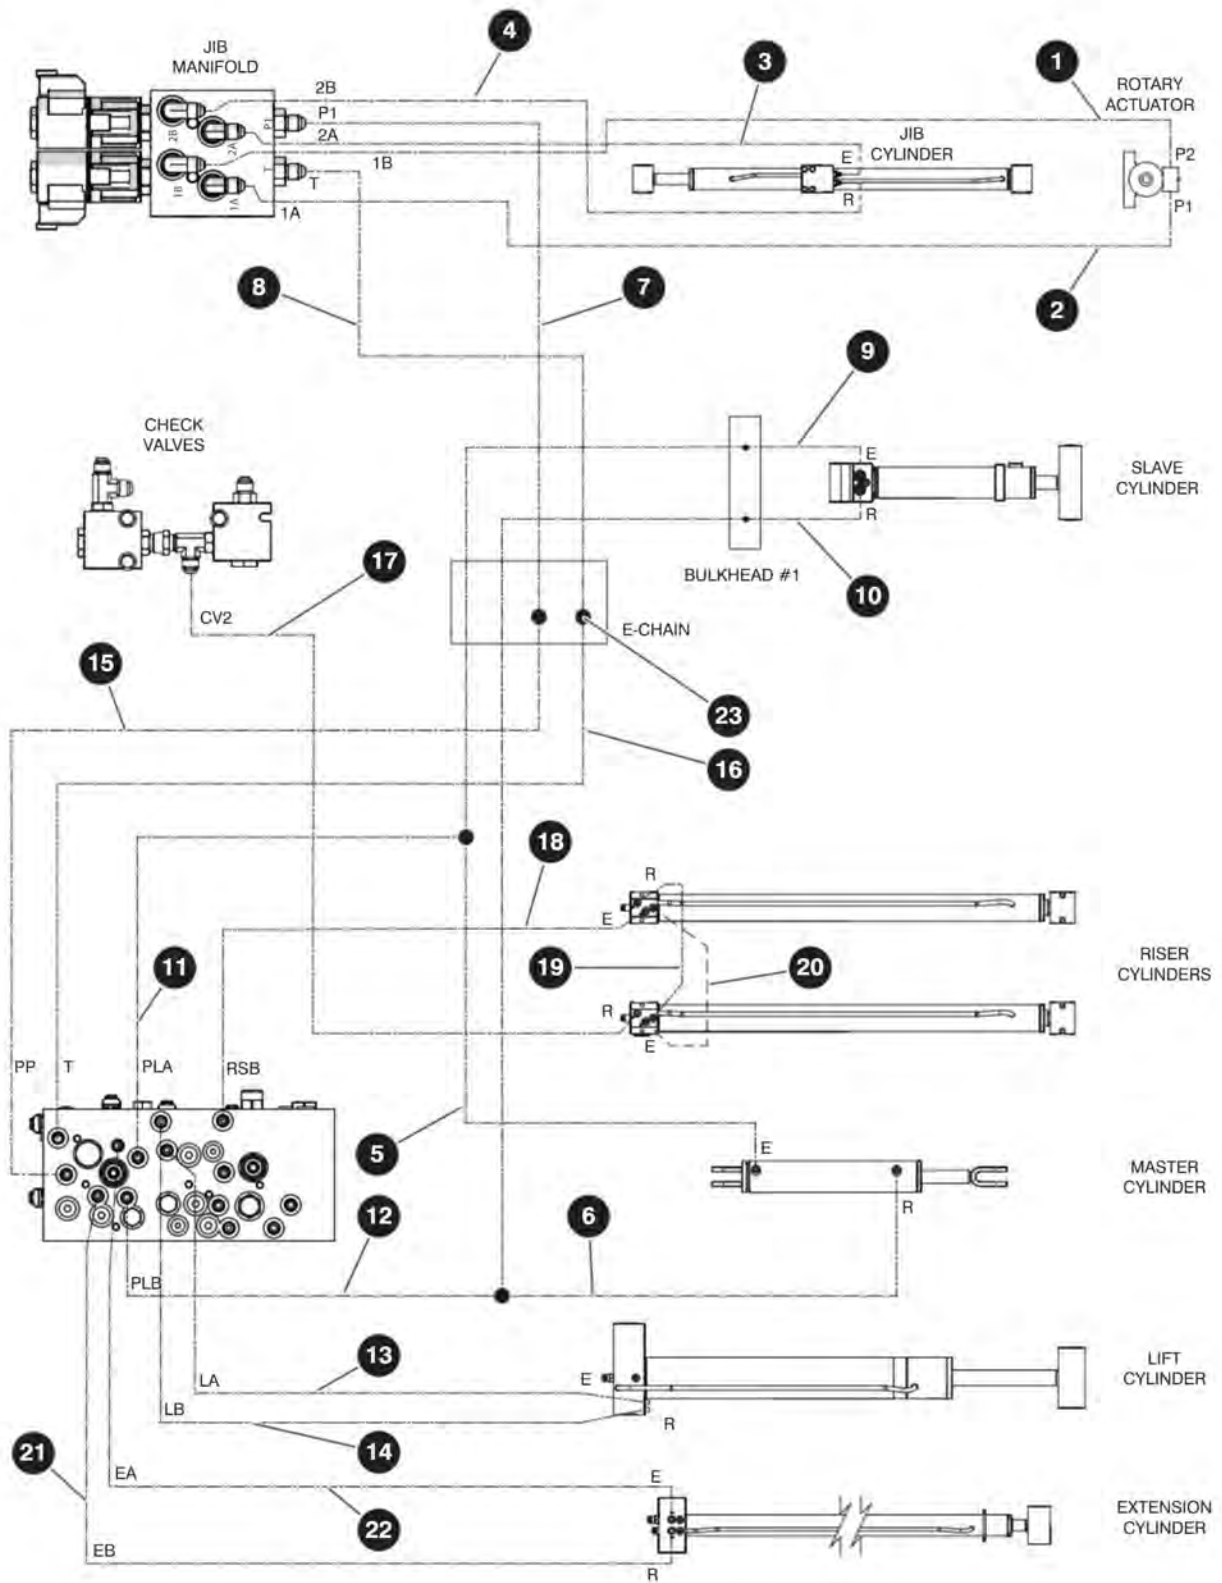 4
JIB
MANIFOLD
3
1
2B
P1
2A
1B
T
1A
2B
2A
1B
1A
P1
T
ROTARY
ACTUATOR
JIB
CYLINDER
E
R
P2
P1
8
7
2
9
CHECK
VALVES
E
R
SLAVE
CYLINDER
17
BULKHEAD #1
10
CV2
E-CHAIN
15
23
16
18
R
E
11
19
20
RISER
CYLINDERS
R
E
PP
T
PLA
RSB
5
E
MASTER
CYLINDER
R
12
6
PLB
13
LA
E
LIFT
CYLINDER
LB
R
14
21
EA
E
22
EXTENSION
CYLINDER
EB
R